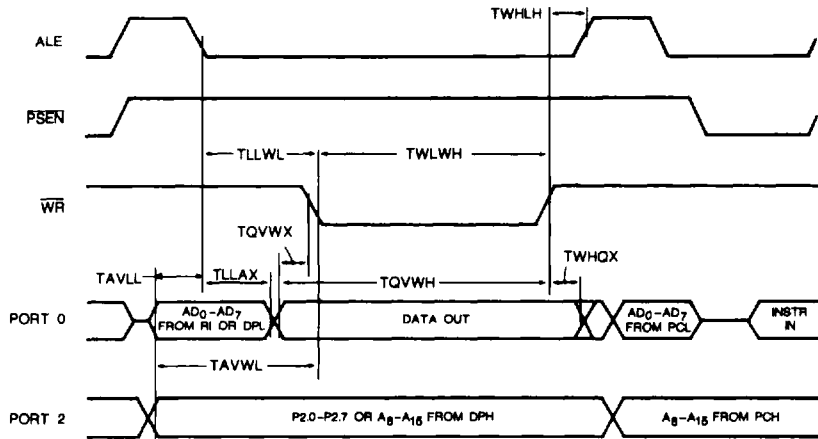 TWHLH
ALE
PSEN
TLLWL
TWLWH
WR
TQVWX
TAVLL
TLLAX
TQVWH
TWHQX
PORT 0
AD0–AD7
FROM RI OR DPL
DATA OUT
AD0–AD7
FROM PCL
INSTR
IN
TAVWL
PORT 2
P2.0–P2.7 OR A8–A15 FROM DPH
A8–A15 FROM PCH